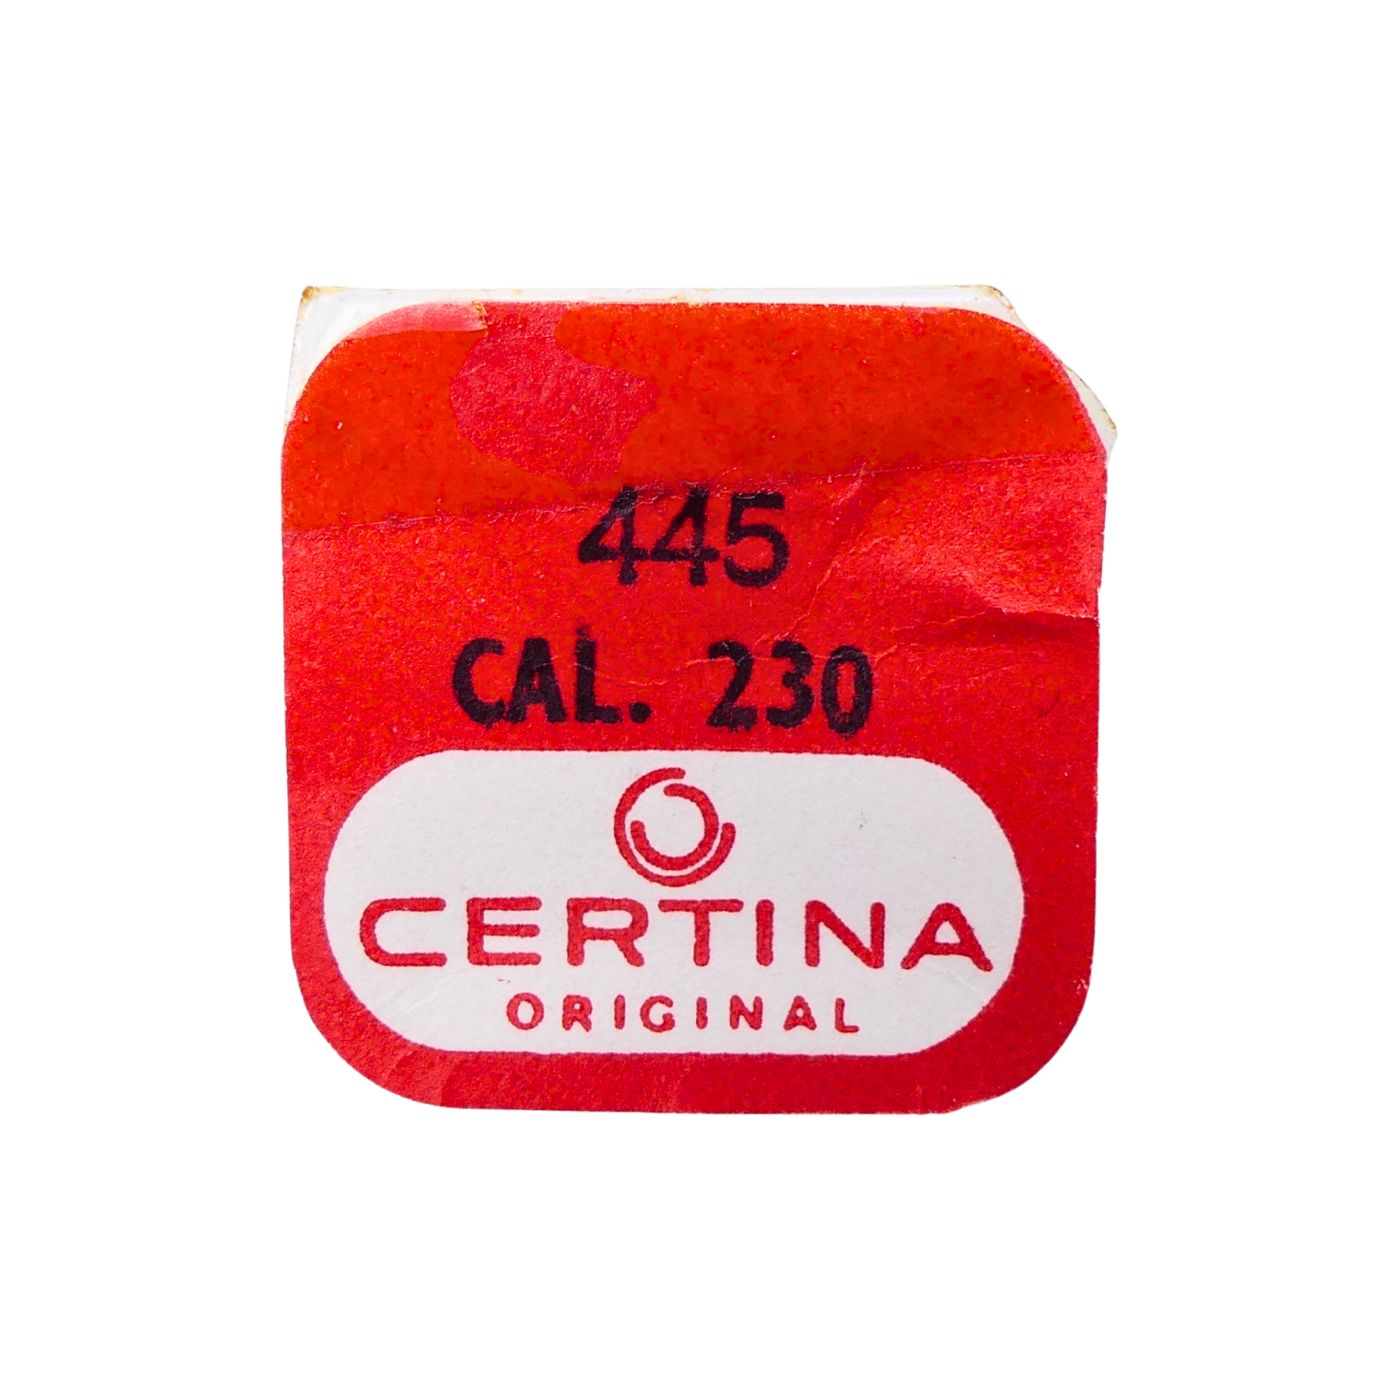 445
CAL. 230
CERTINA
ORIGINAL